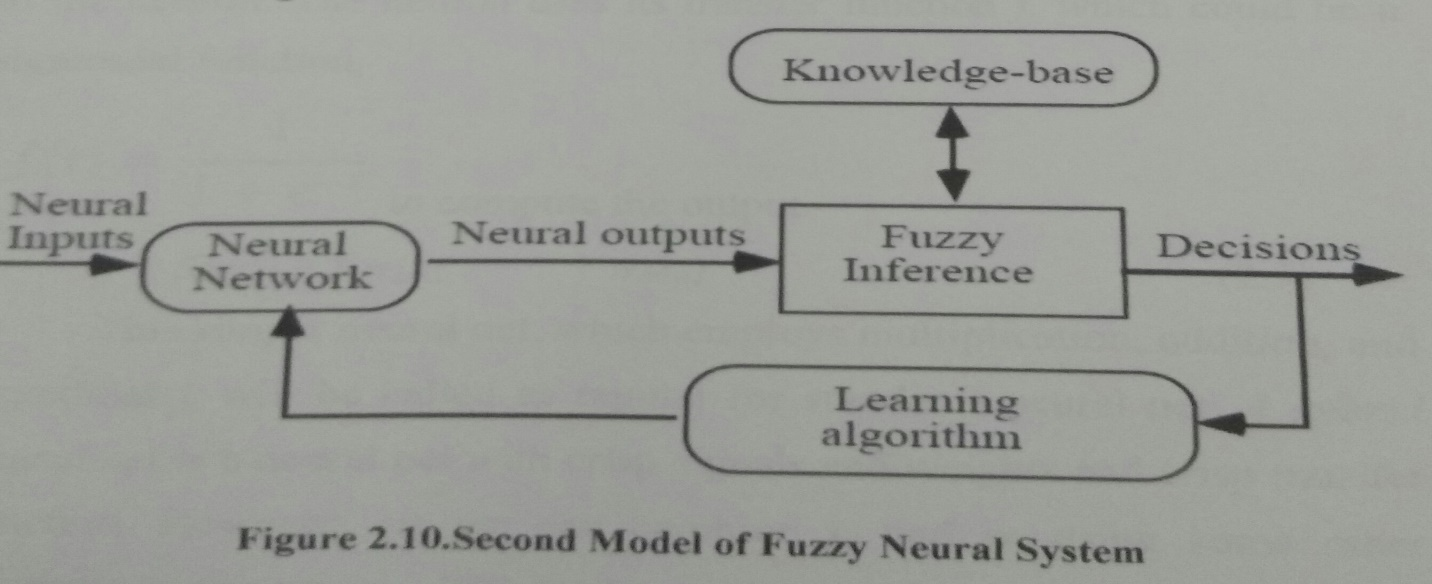 Knowledge-base
Neural
Inputs
Neural
Network
Neural outputs
Fuzzy
Inference
Decisions
Learning
algorithm
Figure 2.10.Second Model of Fuzzy Neural System